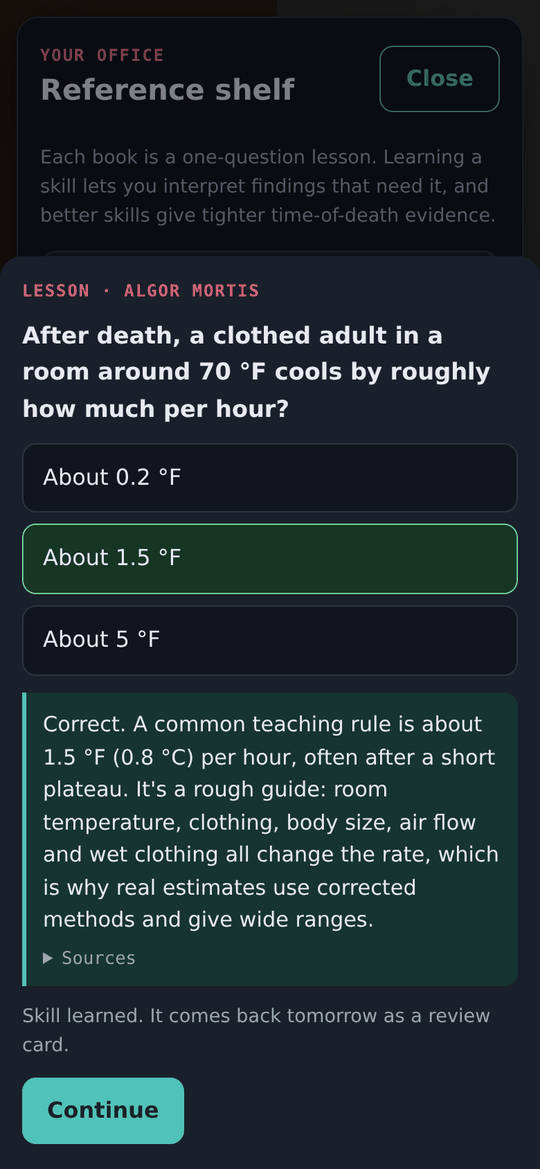 YOUR OFFICE
Reference shelf
Close
Each book is a one-question lesson. Learning a
skill lets you interpret findings that need it, and
better skills give tighter time-of-death evidence.
LESSON · ALGOR MORTIS
After death, a clothed adult in a
room around 70 °F cools by roughly
how much per hour?
About 0.2 °F
About 1.5 °F
About 5 °F
Correct. A common teaching rule is about
1.5 °F (0.8 °C) per hour, often after a short
plateau. It's a rough guide: room
temperature, clothing, body size, air flow
and wet clothing all change the rate, which
is why real estimates use corrected
methods and give wide ranges.
▶ Sources
Skill learned. It comes back tomorrow as a review
card.
Continue